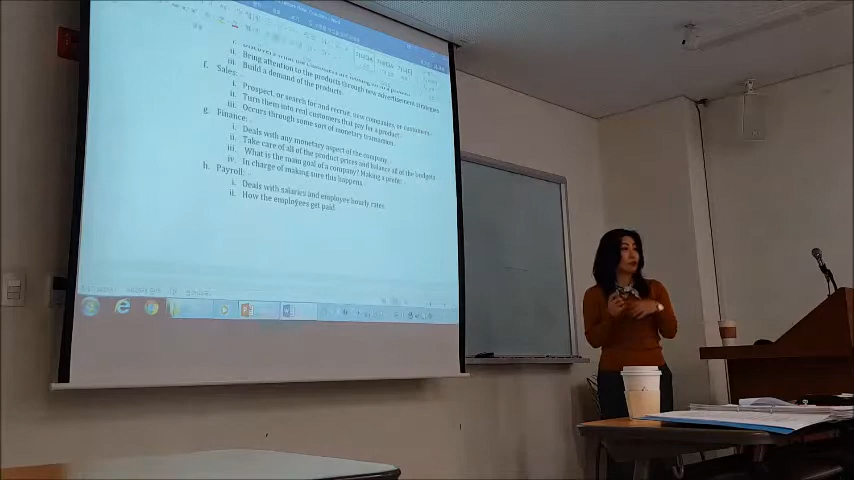 ii. Being attention to the products through new advertisement strategies
iii. Build a demand of the products.
f. Sales:
i. Prospect, or search for and recruit, new companies, or customers.
ii. Turn them into real customers that pay for a product.
iii. Occurs through some sort of monetary transaction.
g. Finance:
i. Deals with any monetary aspect of the company.
ii. Take care of all of the product prices and balance all of the budgets
iii. What is the main goal of a company? Making a profit!
iv. In charge of making sure this happens.
h. Payroll:
i. Deals with salaries and employee hourly rates.
ii. How the employees get paid.